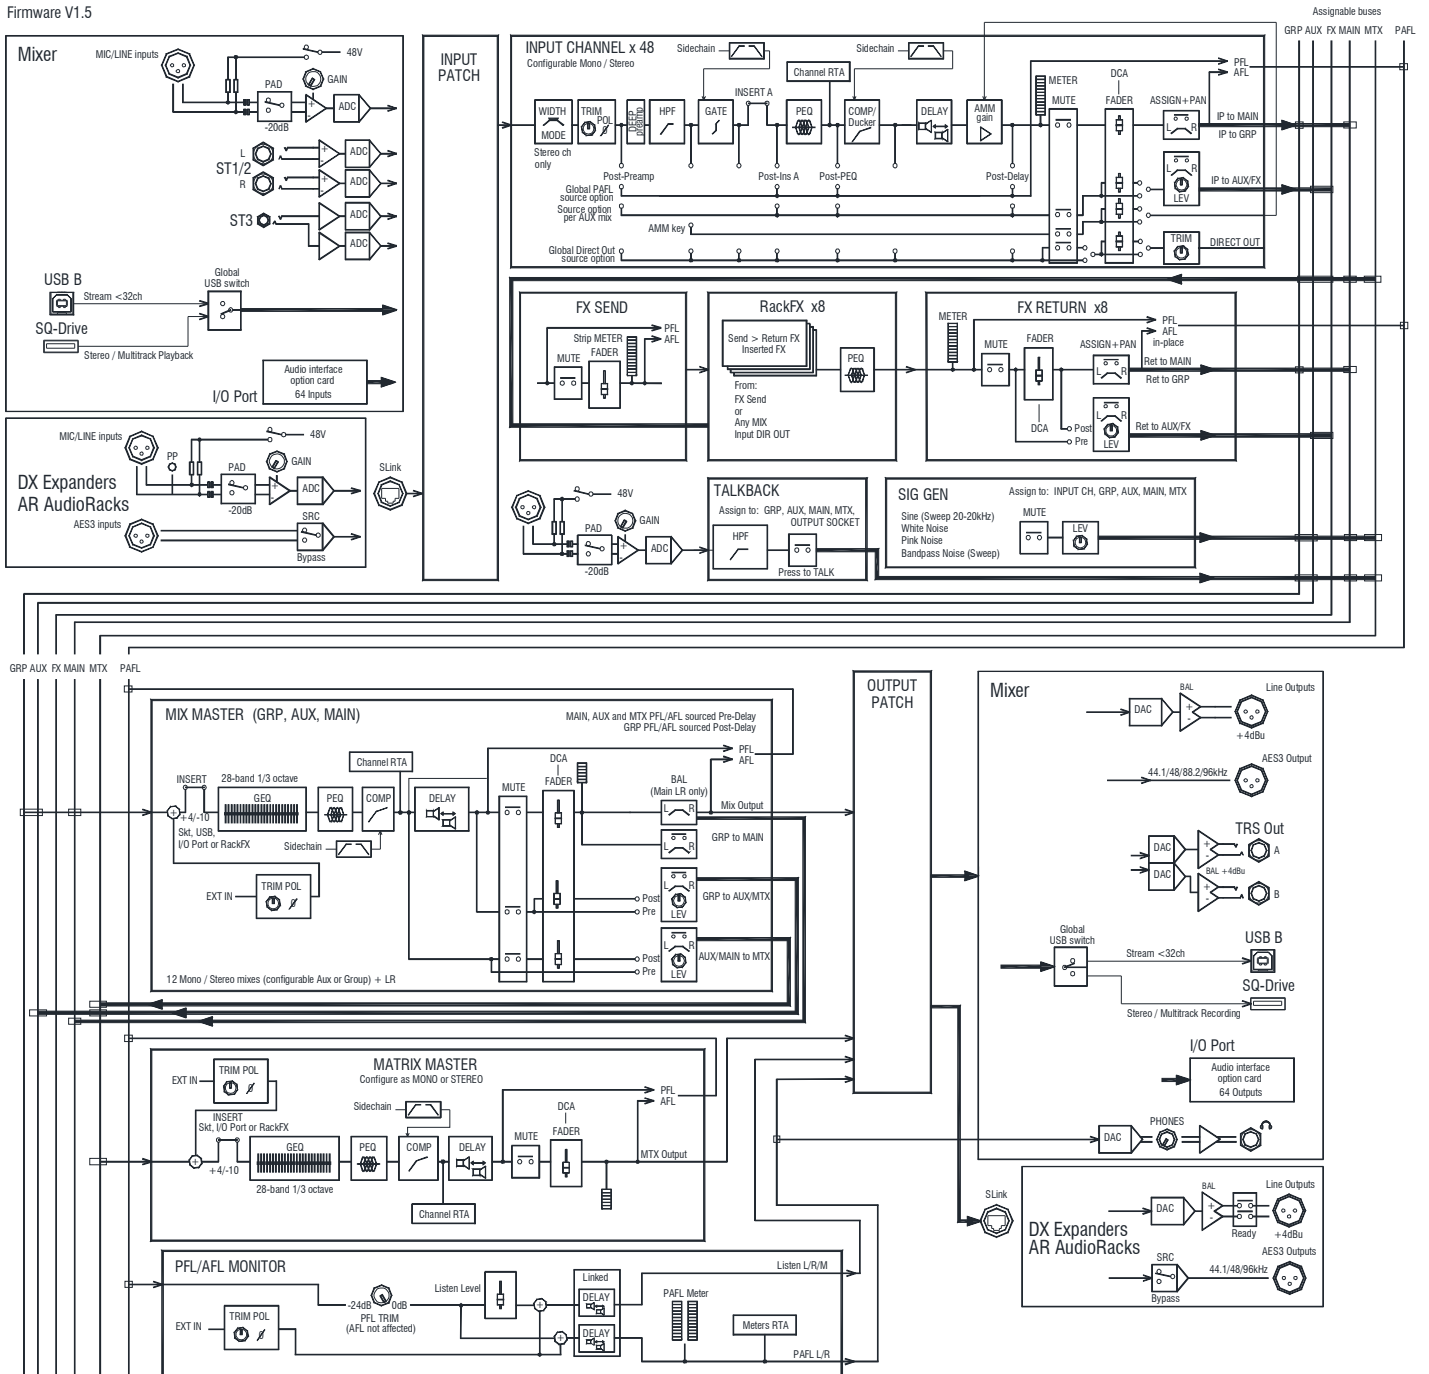 Firmware V1.5
Assignable buses
GRP AUX FX MAIN MTX PAFL
Mixer
MIC/LINE inputs
48V
PAD
-20dB
GAIN
ADC
L
ST1/2
R
ADC
ADC
ST3
ADC
ADC
USB B
Stream <32ch
SQ-Drive
Stereo / Multitrack Playback
Global
USB switch
I/O Port
Audio interface
option card
64 Inputs
MIC/LINE inputs
PP
48V
PAD
-20dB
GAIN
ADC
DX Expanders
AR AudioRacks
AES3 inputs
SRC
Bypass
SLink
INPUT
PATCH
INPUT CHANNEL x 48
Configurable Mono / Stereo
Sidechain
Sidechain
Channel RTA
INSERT A
WIDTH
MODE
Stereo ch
only
TRIM
POL
DEEP
preamp
HPF
GATE
PEQ
COMP/
Ducker
DELAY
AMM
gain
METER
MUTE
DCA
FADER
ASSIGN+PAN
L R
PFL
AFL
IP to MAIN
IP to GRP
L R
LEV
IP to AUX/FX
TRIM
DIRECT OUT
Post-Preamp
Post-Ins A
Post-PEQ
Post-Delay
Global PAFL
source option
Source option
per AUX mix
AMM key
Global Direct Out
source option
FX SEND
Strip METER
MUTE
FADER
PFL
AFL
RackFX x8
Send > Return FX
Inserted FX
From:
FX Send
or
Any MIX
Input DIR OUT
PEQ
FX RETURN x8
METER
MUTE
FADER
DCA
ASSIGN+PAN
L R
PFL
AFL
in-place
Ret to MAIN
Ret to GRP
Post
Pre
L R
LEV
Ret to AUX/FX
48V
PAD
-20dB
GAIN
ADC
TALKBACK
Assign to: GRP, AUX, MAIN, MTX,
OUTPUT SOCKET
HPF
Press to TALK
SIG GEN
Assign to: INPUT CH, GRP, AUX, MAIN, MTX
Sine (Sweep 20-20kHz)
White Noise
Pink Noise
Bandpass Noise (Sweep)
MUTE
LEV
GRP AUX FX MAIN MTX PAFL
MIX MASTER (GRP, AUX, MAIN)
MAIN, AUX and MTX PFL/AFL sourced Pre-Delay
GRP PFL/AFL sourced Post-Delay
INSERT
+4/-10
Skt, USB,
I/O Port or RackFX
28-band 1/3 octave
GEQ
PEQ
Channel RTA
COMP
Sidechain
DELAY
EXT IN
TRIM POL
MUTE
DCA
FADER
PFL
AFL
BAL
(Main LR only)
L R
Mix Output
L R
GRP to MAIN
Post
Pre
L R
LEV
GRP to AUX/MTX
Post
Pre
L R
LEV
AUX/MAIN to MTX
12 Mono / Stereo mixes (configurable Aux or Group) + LR
MATRIX MASTER
Configure as MONO or STEREO
EXT IN
TRIM POL
INSERT
Skt, I/O Port or RackFX
+4/-10
GEQ
28-band 1/3 octave
PEQ
Sidechain
COMP
Channel RTA
DELAY
MUTE
DCA
FADER
PFL
AFL
MTX Output
PFL/AFL MONITOR
-24dB 0dB
PFL TRIM
(AFL not affected)
EXT IN
TRIM POL
Listen Level
Linked
DELAY
DELAY
PAFL Meter
Meters RTA
Listen L/R/M
PAFL L/R
OUTPUT
PATCH
Mixer
DAC
BAL
Line Outputs
+4dBu
44.1/48/88.2/96kHz
AES3 Output
TRS Out
DAC
DAC
BAL +4dBu
A
B
Global
USB switch
Stream <32ch
USB B
SQ-Drive
Stereo / Multitrack Recording
I/O Port
Audio interface
option card
64 Outputs
DAC
PHONES
SLink
DX Expanders
AR AudioRacks
DAC
BAL
Ready
Line Outputs
+4dBu
SRC
Bypass
44.1/48/96kHz
AES3 Outputs